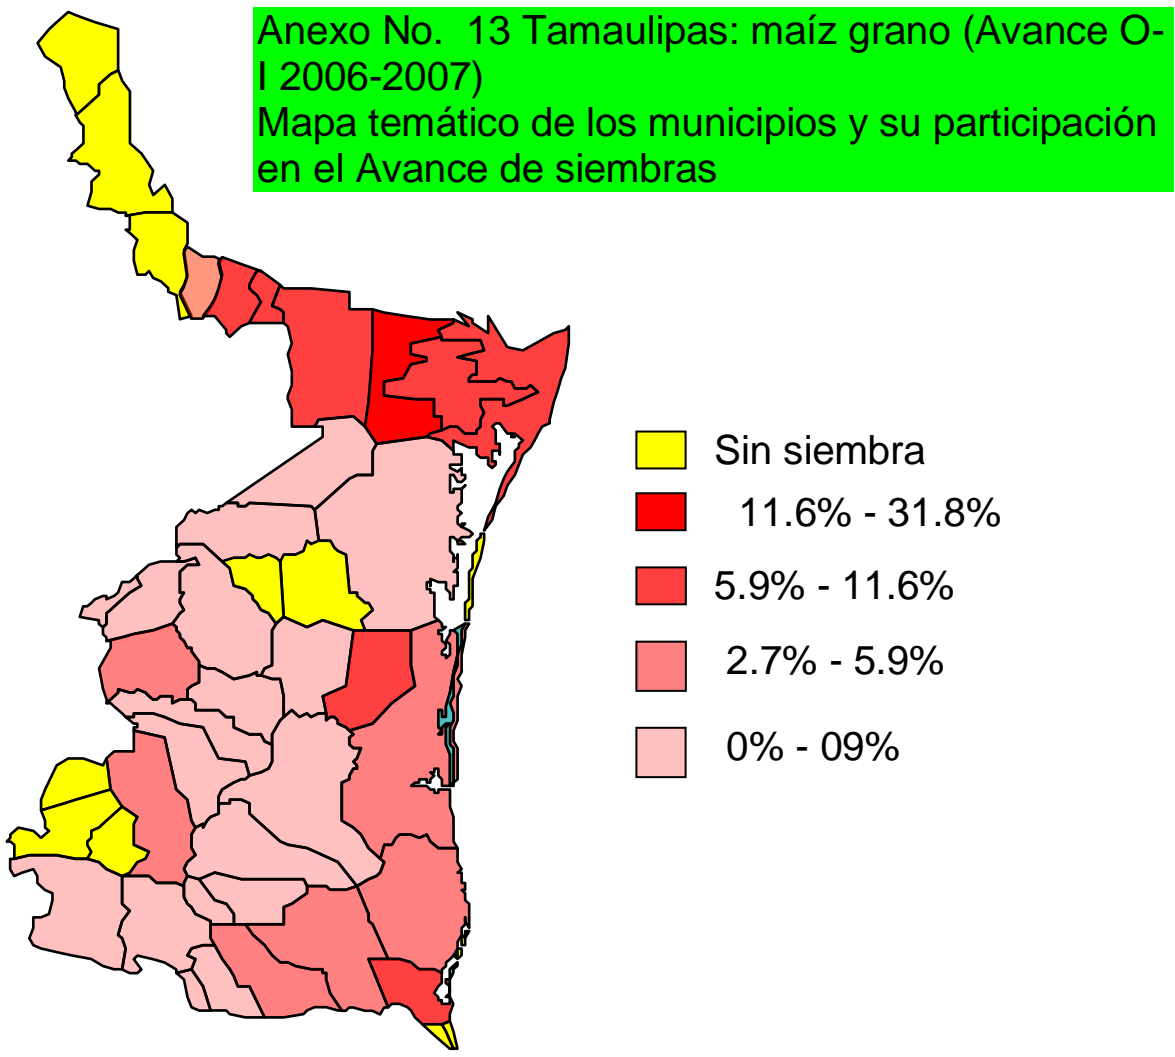 Anexo No.  13 Tamaulipas: maíz grano (Avance O-
I 2006-2007)
Mapa temático de los municipios y su participación
en el Avance de siembras
Sin siembra
11.6% - 31.8%
5.9% - 11.6%
2.7% - 5.9%
0% - 09%